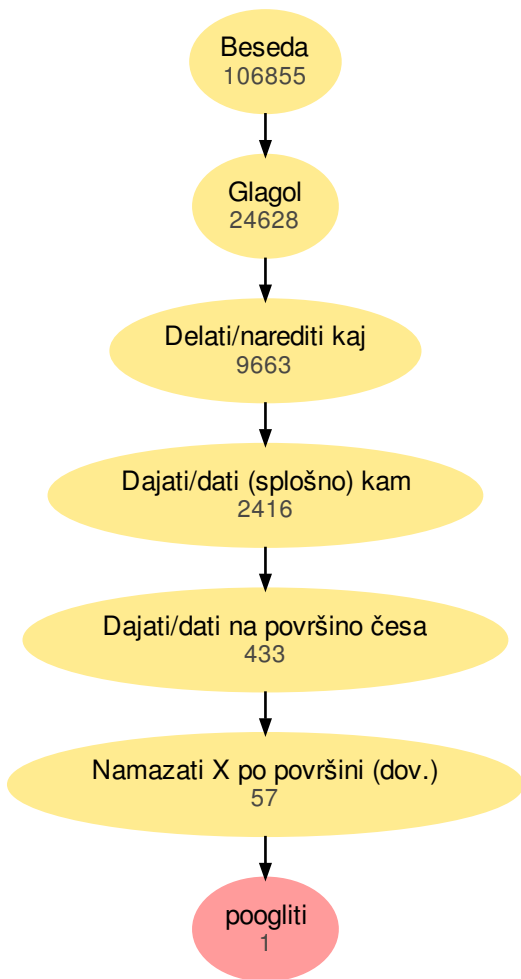 Beseda
106855
Glagol
24628
Delati/narediti kaj
9663
Dajati/dati (splošno) kam
2416
Dajati/dati na površino česa
433
Namazati X po površini (dov.)
57
poogliti
1